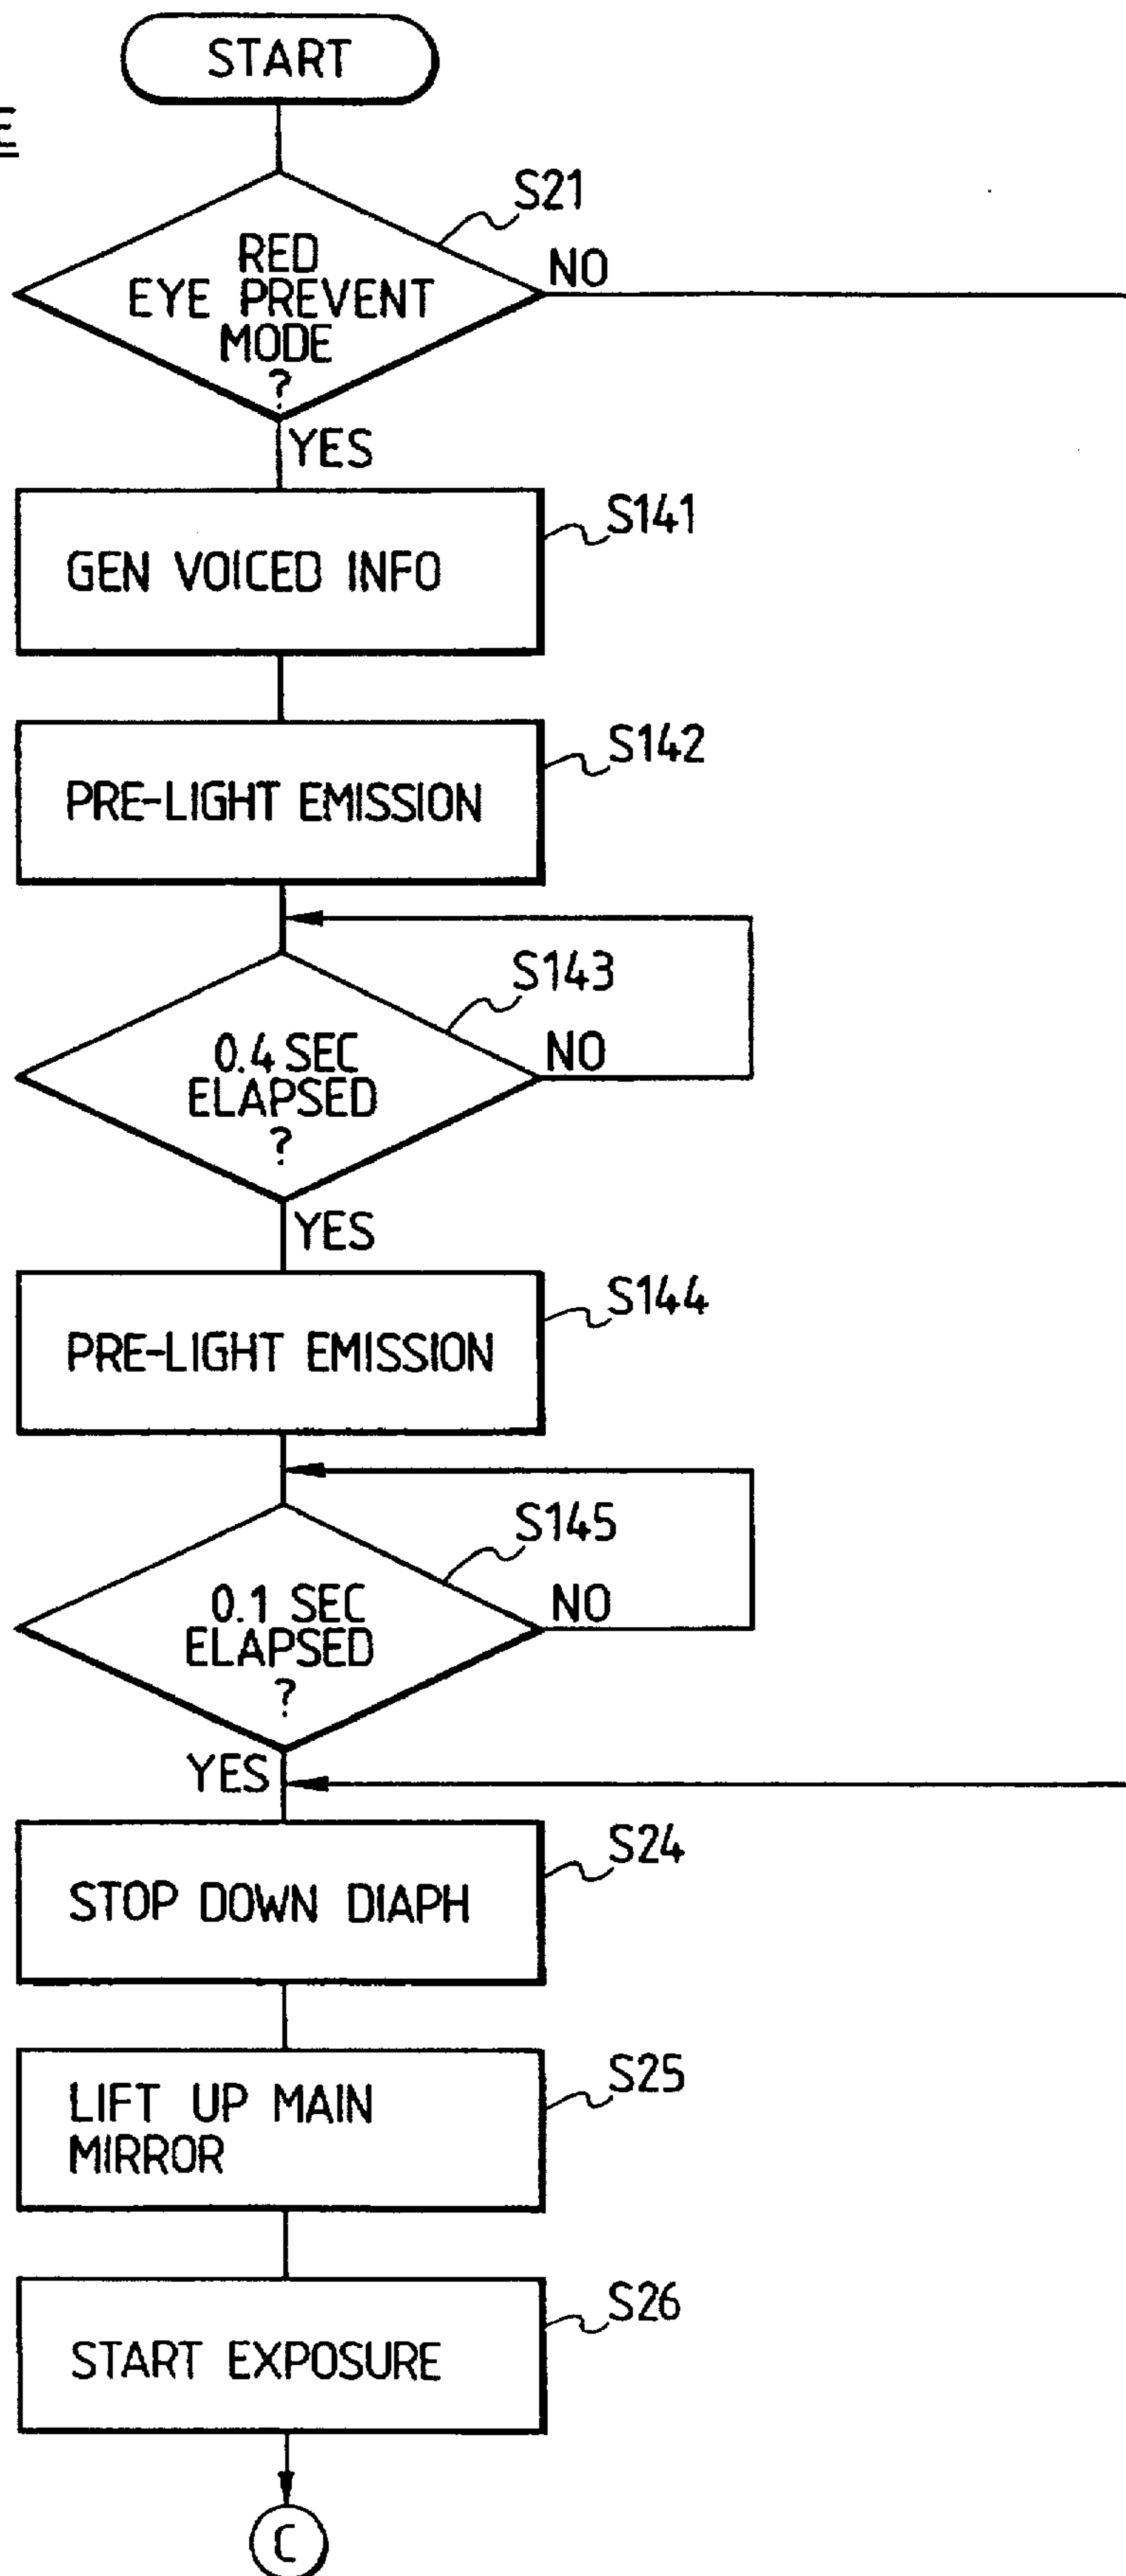 START
S21
RED
EYE PREVENT
MODE
?
NO
YES
S141
GEN VOICED INFO
S142
PRE-LIGHT EMISSION
S143
0.4 SEC
ELAPSED
?
NO
YES
S144
PRE-LIGHT EMISSION
S145
0.1 SEC
ELAPSED
?
NO
YES
S24
STOP DOWN DIAPH
S25
LIFT UP MAIN
MIRROR
S26
START EXPOSURE
C